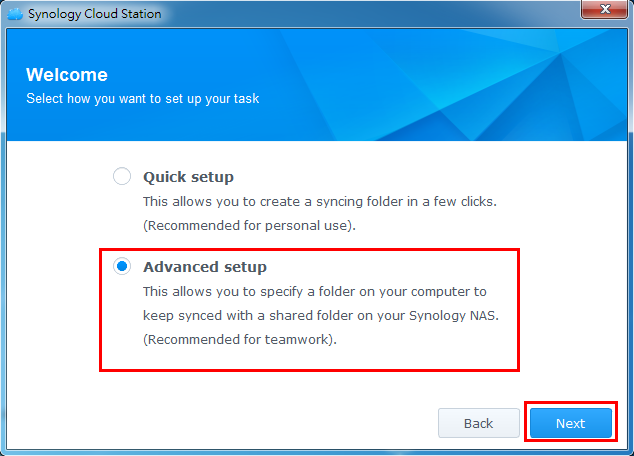 Synology Cloud Station
Welcome
Select how you want to set up your task
Quick setup
This allows you to create a syncing folder in a few clicks.
(Recommended for personal use).
Advanced setup
This allows you to specify a folder on your computer to
keep synced with a shared folder on your Synology NAS.
(Recommended for teamwork).
Back
Next